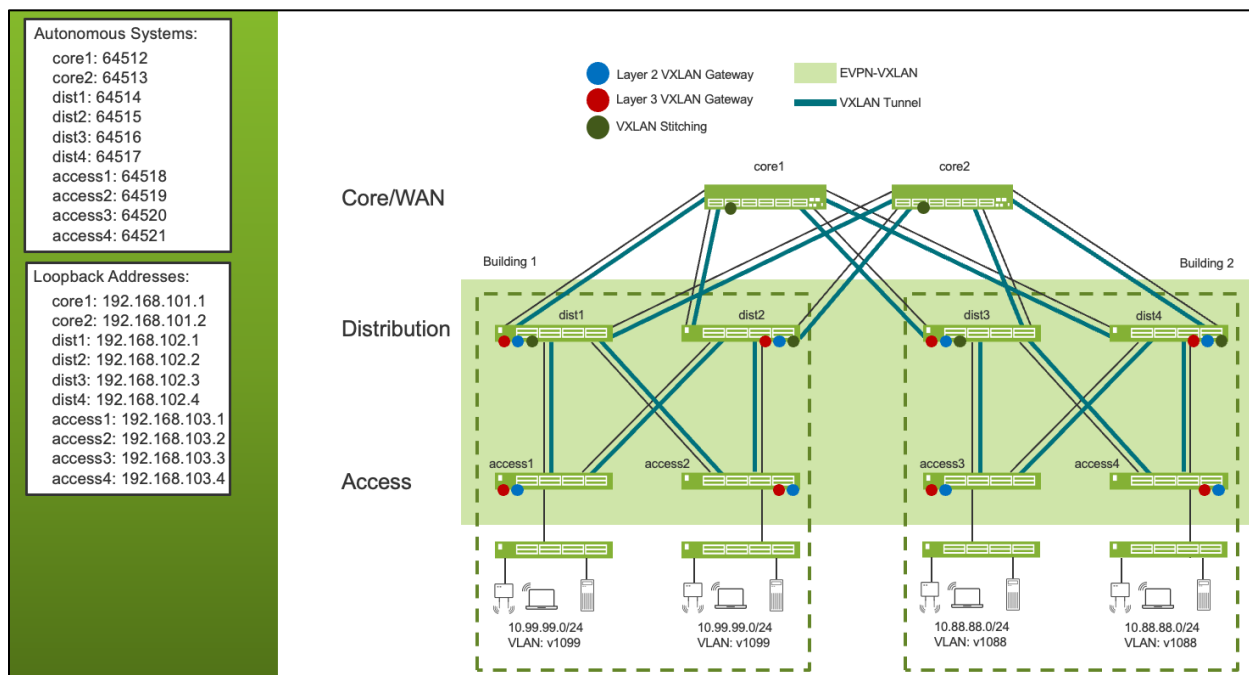 Autonomous Systems:
core1: 64512
core2: 64513
dist1: 64514
dist2: 64515
dist3: 64516
dist4: 64517
access1: 64518
access2: 64519
access3: 64520
access4: 64521
Loopback Addresses:
core1: 192.168.101.1
core2: 192.168.101.2
dist1: 192.168.102.1
dist2: 192.168.102.2
dist3: 192.168.102.3
dist4: 192.168.102.4
access1: 192.168.103.1
access2: 192.168.103.2
access3: 192.168.103.3
access4: 192.168.103.4
Layer 2 VXLAN Gateway
EVPN-VXLAN
Layer 3 VXLAN Gateway
VXLAN Tunnel
VXLAN Stitching
core1
core2
Core/WAN
Building 1
Building 2
Distribution
dist1
dist2
dist3
dist4
Access
access1
access2
access3
access4
10.99.99.0/24
VLAN: v1099
10.99.99.0/24
VLAN: v1099
10.88.88.0/24
VLAN: v1088
10.88.88.0/24
VLAN: v1088